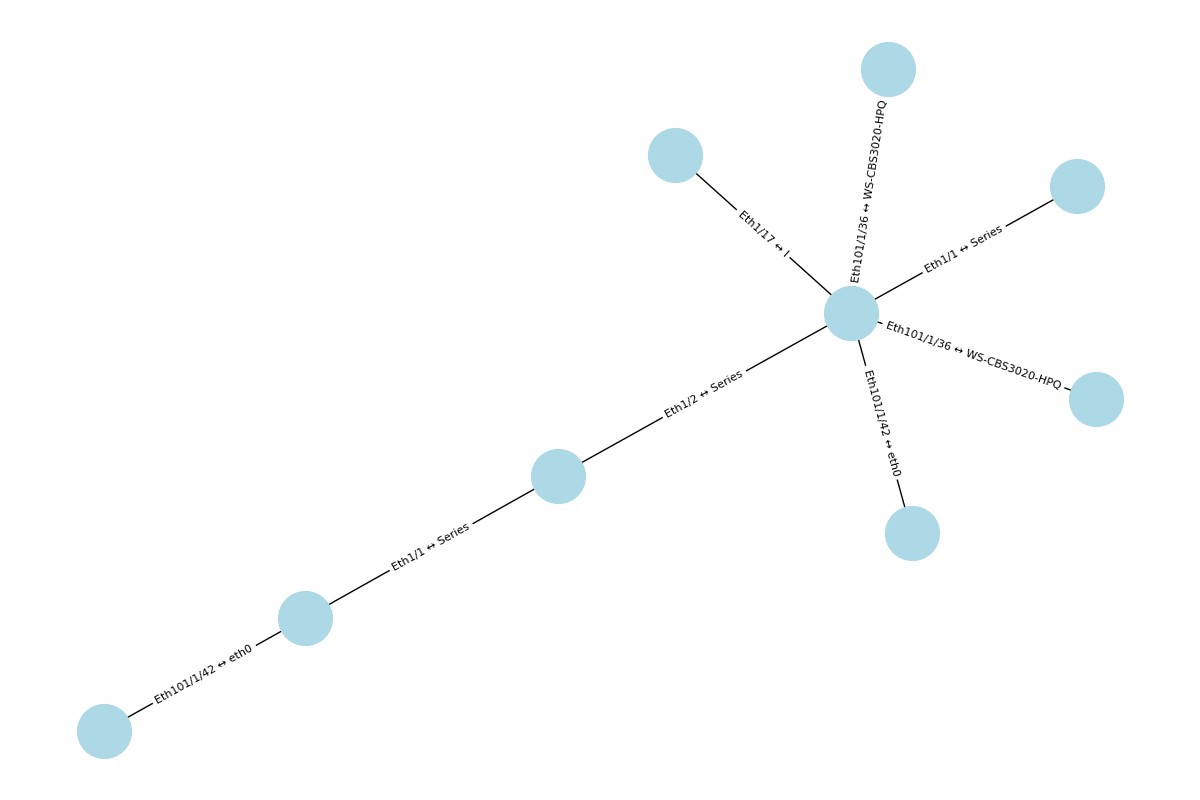 Eth101/1/36 ↔ WS-CBS3020-HPQ
Eth1/17 ↔ I
Eth1/1 ↔ Series
Eth101/1/36 ↔ WS-CBS3020-HPQ
Eth1/2 ↔ Series
Eth101/1/42 ↔ eth0
Eth1/1 ↔ Series
Eth101/1/42 ↔ eth0